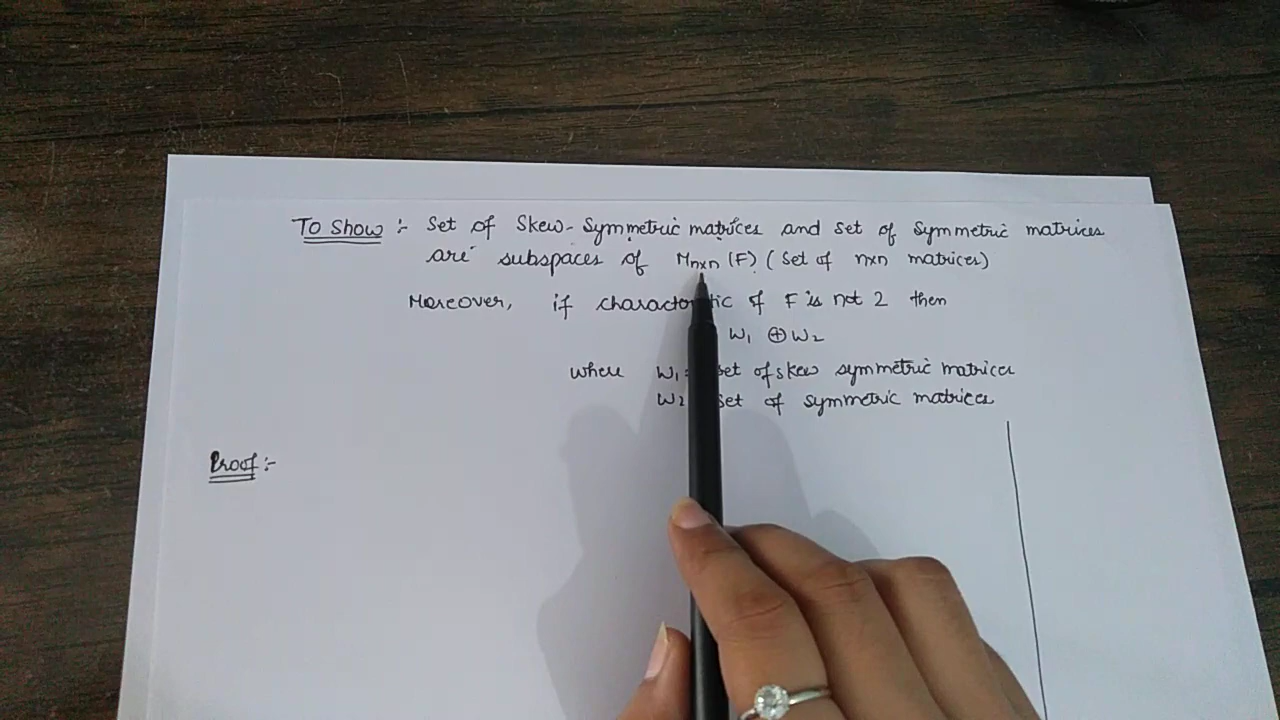 To Show :- Set of Skew-Symmetric matrices and set of Symmetric matrices
are subspaces of Mnxn (F) ( Set of nxn matrices)
Moreover, if of F is not 2 then
W1 ⊕ W2
where W1 = set of skew symmetric matrices
W2 set of symmetric matrices
Proof :-